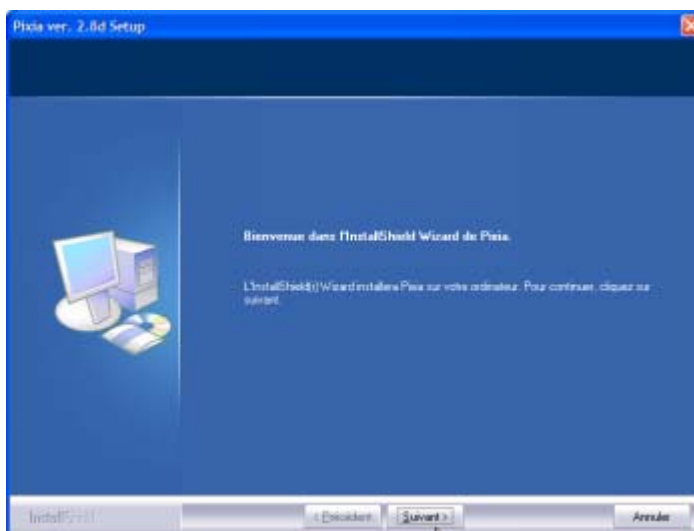 Pixia ver. 2.8d Setup
Bienvenue dans l'InstallShield Wizard de Pixia.
L'InstallShield(r) Wizard installera Pixia sur votre ordinateur. Pour continuer, cliquez sur
suivant.
InstallShield
< Précédent
Suivant >
Annuler